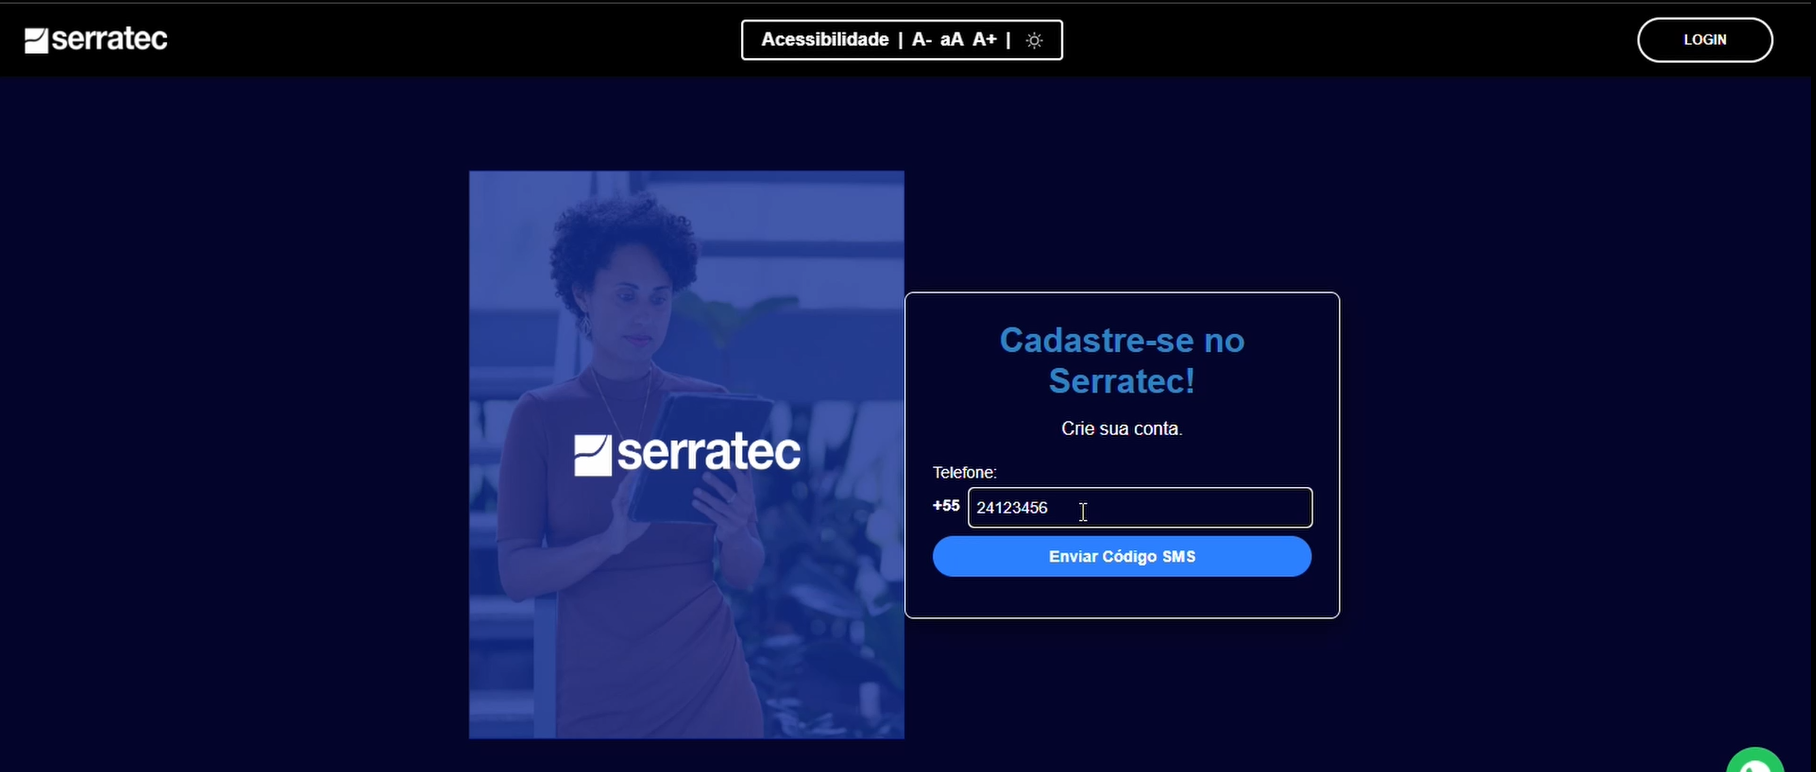 serratec
Acessibilidade | A- aA A+ |
LOGIN
serratec
Cadastre-se no
Serratec!
Crie sua conta.
Telefone:
+55 24123456
Enviar Código SMS